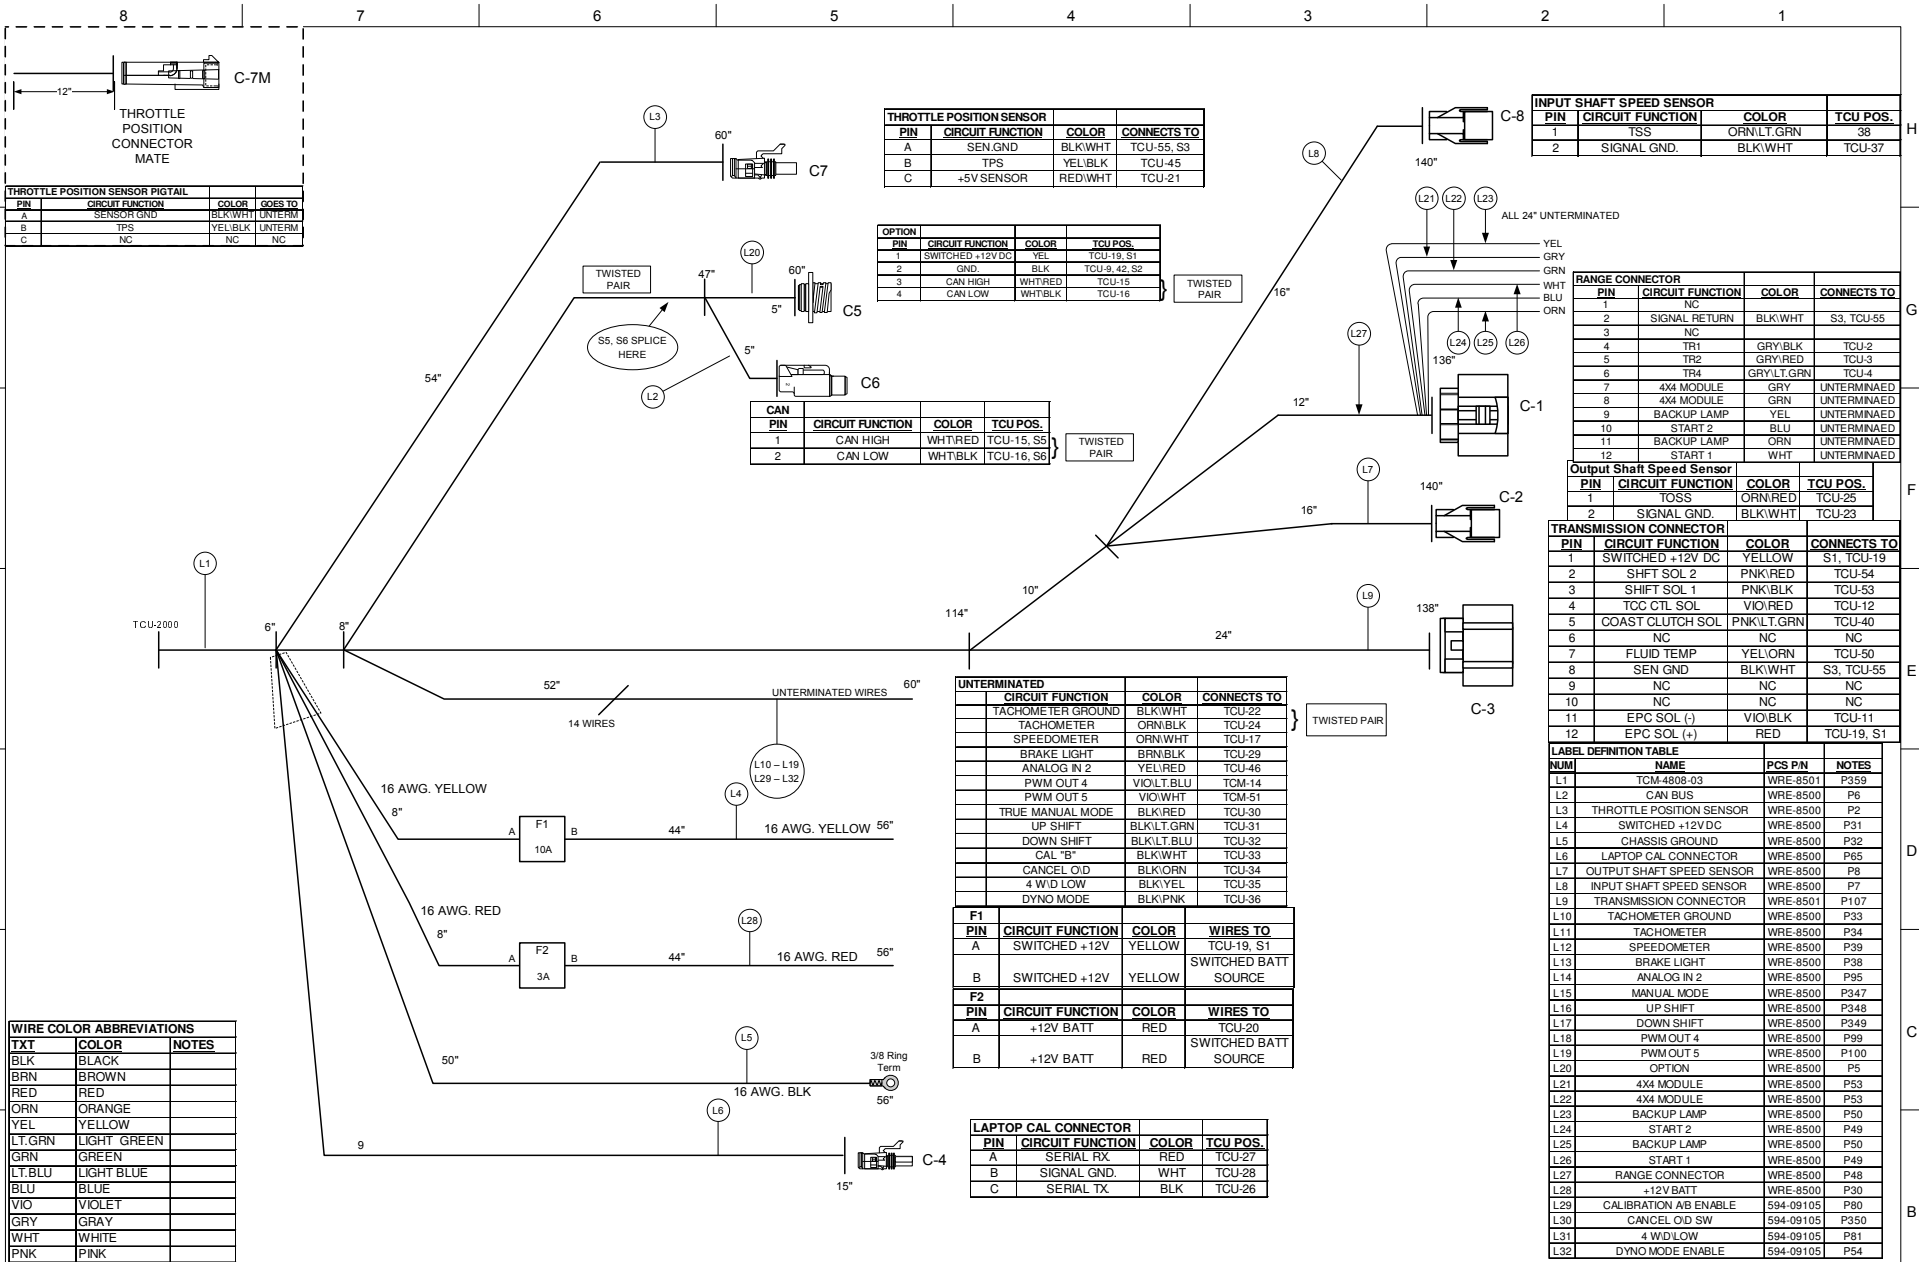 8 7 6 5 4 3 2 1
C-7M
12"
THROTTLE
POSITION
CONNECTOR
MATE
THROTTLE POSITION SENSOR PIGTAIL
PIN CIRCUIT FUNCTION COLOR GOES TO
A SENSOR GND BLK\WHT UNTERM
B TPS YEL\BLK UNTERM
C NC NC NC
L3
60"
C7
THROTTLE POSITION SENSOR
PIN CIRCUIT FUNCTION COLOR CONNECTS TO
A SEN.GND BLK\WHT TCU-55, S3
B TPS YEL\BLK TCU-45
C +5V SENSOR RED\WHT TCU-21
C-8
140"
L8
16"
INPUT SHAFT SPEED SENSOR
PIN CIRCUIT FUNCTION COLOR TCU POS.
1 TSS ORN\LT.GRN 38
2 SIGNAL GND. BLK\WHT TCU-37
H
L21 L22 L23
ALL 24" UNTERMINATED
YEL
GRY
GRN
WHT
BLU
ORN
L24 L25 L26
OPTION
PIN CIRCUIT FUNCTION COLOR TCU POS.
1 SWITCHED +12V DC YEL TCU-19, S1
2 GND. BLK TCU-9, 42, S2
3 CAN HIGH WHT\RED TCU-15
4 CAN LOW WHT\BLK TCU-16
TWISTED
PAIR
TWISTED
PAIR
47"
L20
60"
5"
C5
S5, S6 SPLICE
HERE
5"
L2
C6
54"
CAN
PIN CIRCUIT FUNCTION COLOR TCU POS.
1 CAN HIGH WHT\RED TCU-15, S5
2 CAN LOW WHT\BLK TCU-16, S6
TWISTED
PAIR
L27
136"
12"
C-1
RANGE CONNECTOR
PIN CIRCUIT FUNCTION COLOR CONNECTS TO
1 NC
2 SIGNAL RETURN BLK\WHT S3, TCU-55
3 NC
4 TR1 GRY\BLK TCU-2
5 TR2 GRY\RED TCU-3
6 TR4 GRY\LT.GRN TCU-4
7 4X4 MODULE GRY UNTERMINAED
8 4X4 MODULE GRN UNTERMINAED
9 BACKUP LAMP YEL UNTERMINAED
10 START 2 BLU UNTERMINAED
11 BACKUP LAMP ORN UNTERMINAED
12 START 1 WHT UNTERMINAED
G
L7
140"
16"
C-2
Output Shaft Speed Sensor
PIN CIRCUIT FUNCTION COLOR TCU POS.
1 TOSS ORN\RED TCU-25
2 SIGNAL GND. BLK\WHT TCU-23
F
L1
TCU-2000
6"
8"
10"
114"
24"
L9
138"
C-3
TRANSMISSION CONNECTOR
PIN CIRCUIT FUNCTION COLOR CONNECTS TO
1 SWITCHED +12V DC YELLOW S1, TCU-19
2 SHFT SOL 2 PNK\RED TCU-54
3 SHIFT SOL 1 PNK\BLK TCU-53
4 TCC CTL SOL VIO\RED TCU-12
5 COAST CLUTCH SOL PNK\LT.GRN TCU-40
6 NC NC NC
7 FLUID TEMP YEL\ORN TCU-50
8 SEN GND BLK\WHT S3, TCU-55
9 NC NC NC
10 NC NC NC
11 EPC SOL (-) VIO\BLK TCU-11
12 EPC SOL (+) RED TCU-19, S1
E
52"
14 WIRES
UNTERMINATED WIRES
60"
L10 – L19
L29 – L32
UNTERMINATED
CIRCUIT FUNCTION COLOR CONNECTS TO
TACHOMETER GROUND BLK\WHT TCU-22
TACHOMETER ORN\BLK TCU-24
SPEEDOMETER ORN\WHT TCU-17
BRAKE LIGHT BRN\BLK TCU-29
ANALOG IN 2 YEL\RED TCU-46
PWM OUT 4 VIO\LT.BLU TCM-14
PWM OUT 5 VIO\WHT TCM-51
TRUE MANUAL MODE BLK\RED TCU-30
UP SHIFT BLK\LT.GRN TCU-31
DOWN SHIFT BLK\LT.BLU TCU-32
CAL "B" BLK\WHT TCU-33
CANCEL O\D BLK\ORN TCU-34
4 W\D LOW BLK\YEL TCU-35
DYNO MODE BLK\PNK TCU-36
TWISTED PAIR
16 AWG. YELLOW
8"
A F1 B
10A
44"
L4
16 AWG. YELLOW 56"
16 AWG. RED
8"
A F2 B
3A
44"
L28
16 AWG. RED 56"
F1
PIN CIRCUIT FUNCTION COLOR WIRES TO
A SWITCHED +12V YELLOW TCU-19, S1
B SWITCHED +12V YELLOW SWITCHED BATT SOURCE
F2
PIN CIRCUIT FUNCTION COLOR WIRES TO
A +12V BATT RED TCU-20
B +12V BATT RED SWITCHED BATT SOURCE
50"
L5
16 AWG. BLK
3/8 Ring
Term
56"
9
L6
C-4
15"
LAPTOP CAL CONNECTOR
PIN CIRCUIT FUNCTION COLOR TCU POS.
A SERIAL RX. RED TCU-27
B SIGNAL GND. WHT TCU-28
C SERIAL TX. BLK TCU-26
WIRE COLOR ABBREVIATIONS
TXT COLOR NOTES
BLK BLACK
BRN BROWN
RED RED
ORN ORANGE
YEL YELLOW
LT.GRN LIGHT GREEN
GRN GREEN
LT.BLU LIGHT BLUE
BLU BLUE
VIO VIOLET
GRY GRAY
WHT WHITE
PNK PINK
LABEL DEFINITION TABLE
NUM NAME PCS P/N NOTES
L1 TCM-4808-03 WRE-8501 P359
L2 CAN BUS WRE-8500 P6
L3 THROTTLE POSITION SENSOR WRE-8500 P2
L4 SWITCHED +12V DC WRE-8500 P31
L5 CHASSIS GROUND WRE-8500 P32
L6 LAPTOP CAL CONNECTOR WRE-8500 P65
L7 OUTPUT SHAFT SPEED SENSOR WRE-8500 P8
L8 INPUT SHAFT SPEED SENSOR WRE-8500 P7
L9 TRANSMISSION CONNECTOR WRE-8501 P107
L10 TACHOMETER GROUND WRE-8500 P33
L11 TACHOMETER WRE-8500 P34
L12 SPEEDOMETER WRE-8500 P39
L13 BRAKE LIGHT WRE-8500 P38
L14 ANALOG IN 2 WRE-8500 P95
L15 MANUAL MODE WRE-8500 P347
L16 UP SHIFT WRE-8500 P348
L17 DOWN SHIFT WRE-8500 P349
L18 PWM OUT 4 WRE-8500 P99
L19 PWM OUT 5 WRE-8500 P100
L20 OPTION WRE-8500 P5
L21 4X4 MODULE WRE-8500 P53
L22 4X4 MODULE WRE-8500 P53
L23 BACKUP LAMP WRE-8500 P50
L24 START 2 WRE-8500 P49
L25 BACKUP LAMP WRE-8500 P50
L26 START 1 WRE-8500 P49
L27 RANGE CONNECTOR WRE-8500 P48
L28 +12V BATT WRE-8500 P30
L29 CALIBRATION A/B ENABLE 594-09105 P80
L30 CANCEL O\D SW 594-09105 P350
L31 4 W\D\LOW 594-09105 P81
L32 DYNO MODE ENABLE 594-09105 P54
D
C
B